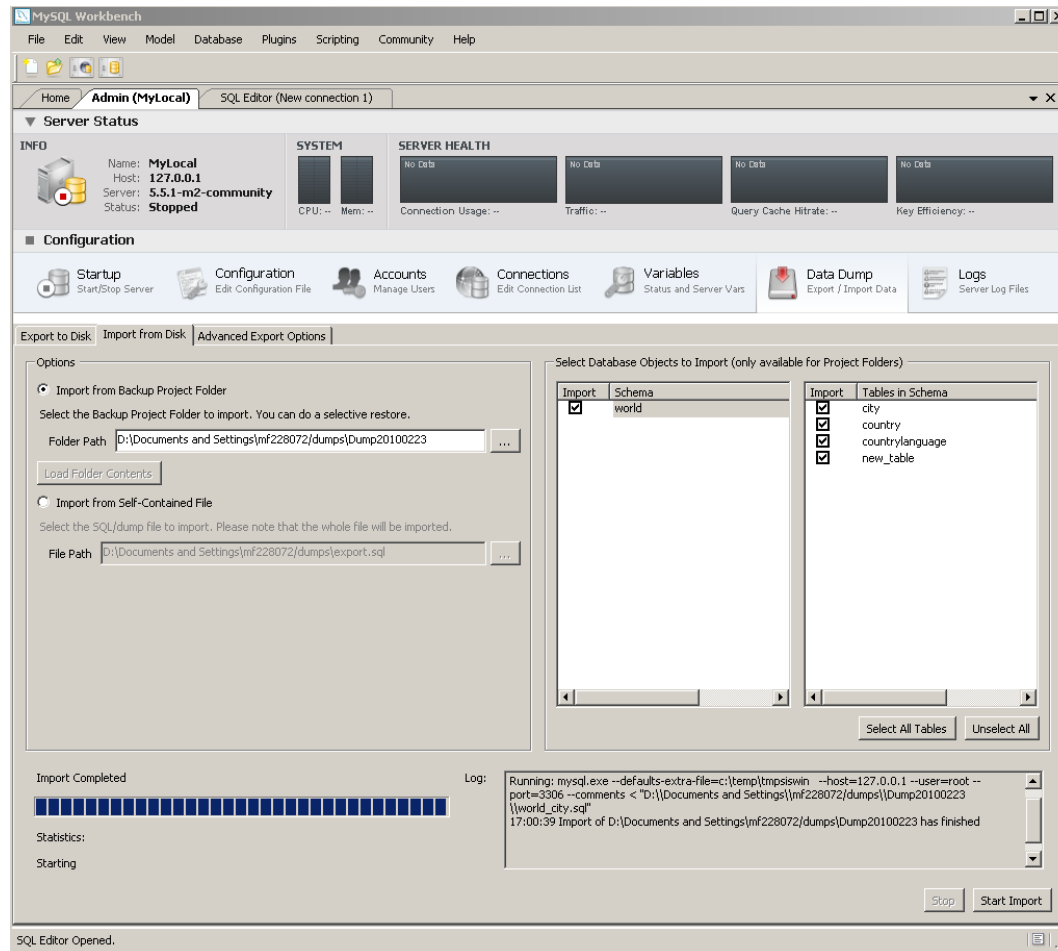 MySQL Workbench
File Edit View Model Database Plugins Scripting Community Help
Home Admin (MyLocal) SQL Editor (New connection 1)
Server Status
INFO
Name: MyLocal
Host: 127.0.0.1
Server: 5.5.1-m2-community
Status: Stopped
SYSTEM
CPU: -- Mem: --
SERVER HEALTH
No Data No Data No Data No Data
Connection Usage: -- Traffic: -- Query Cache Hitrate: -- Key Efficiency: --
Configuration
Startup
Start/Stop Server
Configuration
Edit Configuration File
Accounts
Manage Users
Connections
Edit Connection List
Variables
Status and Server Vars
Data Dump
Export / Import Data
Logs
Server Log Files
Export to Disk Import from Disk Advanced Export Options
Options
Import from Backup Project Folder
Select the Backup Project Folder to import. You can do a selective restore.
Folder Path D:\Documents and Settings\mf228072/dumps\Dump20100223 ...
Load Folder Contents
Import from Self-Contained File
Select the SQL/dump file to import. Please note that the whole file will be imported.
File Path D:\Documents and Settings\mf228072/dumps\export.sql ...
Select Database Objects to Import (only available for Project Folders)
Import Schema
world
Import Tables in Schema
city
country
countrylanguage
new_table
Select All Tables Unselect All
Import Completed
Statistics:
Starting
Log:
Running: mysql.exe --defaults-extra-file=c:\temp\tmpsiswin --host=127.0.0.1 --user=root --
port=3306 --comments < "D:\\Documents and Settings\\mf228072/dumps\\Dump20100223
\\world_city.sql"
17:00:39 Import of D:\Documents and Settings\mf228072/dumps\Dump20100223 has finished
Stop Start Import
SQL Editor Opened.